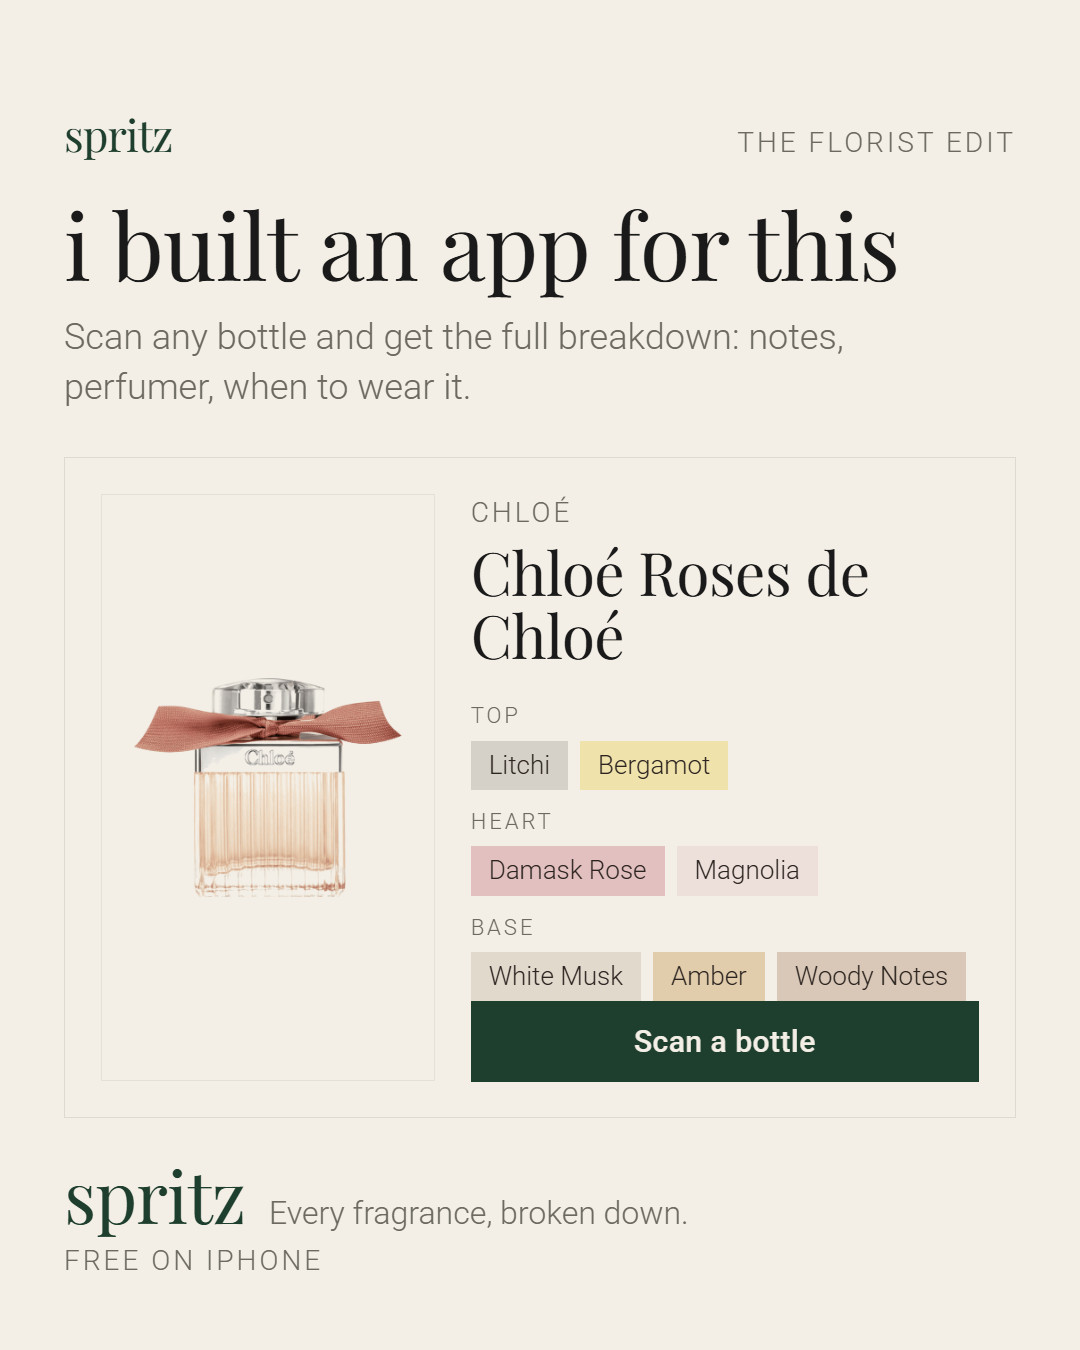 spritz
THE FLORIST EDIT
i built an app for this
Scan any bottle and get the full breakdown: notes,
perfumer, when to wear it.
CHLOÉ
Chloé Roses de
Chloé
Chloé
TOP
Litchi
Bergamot
HEART
Damask Rose
Magnolia
BASE
White Musk
Amber
Woody Notes
Scan a bottle
spritz
Every fragrance, broken down.
FREE ON IPHONE